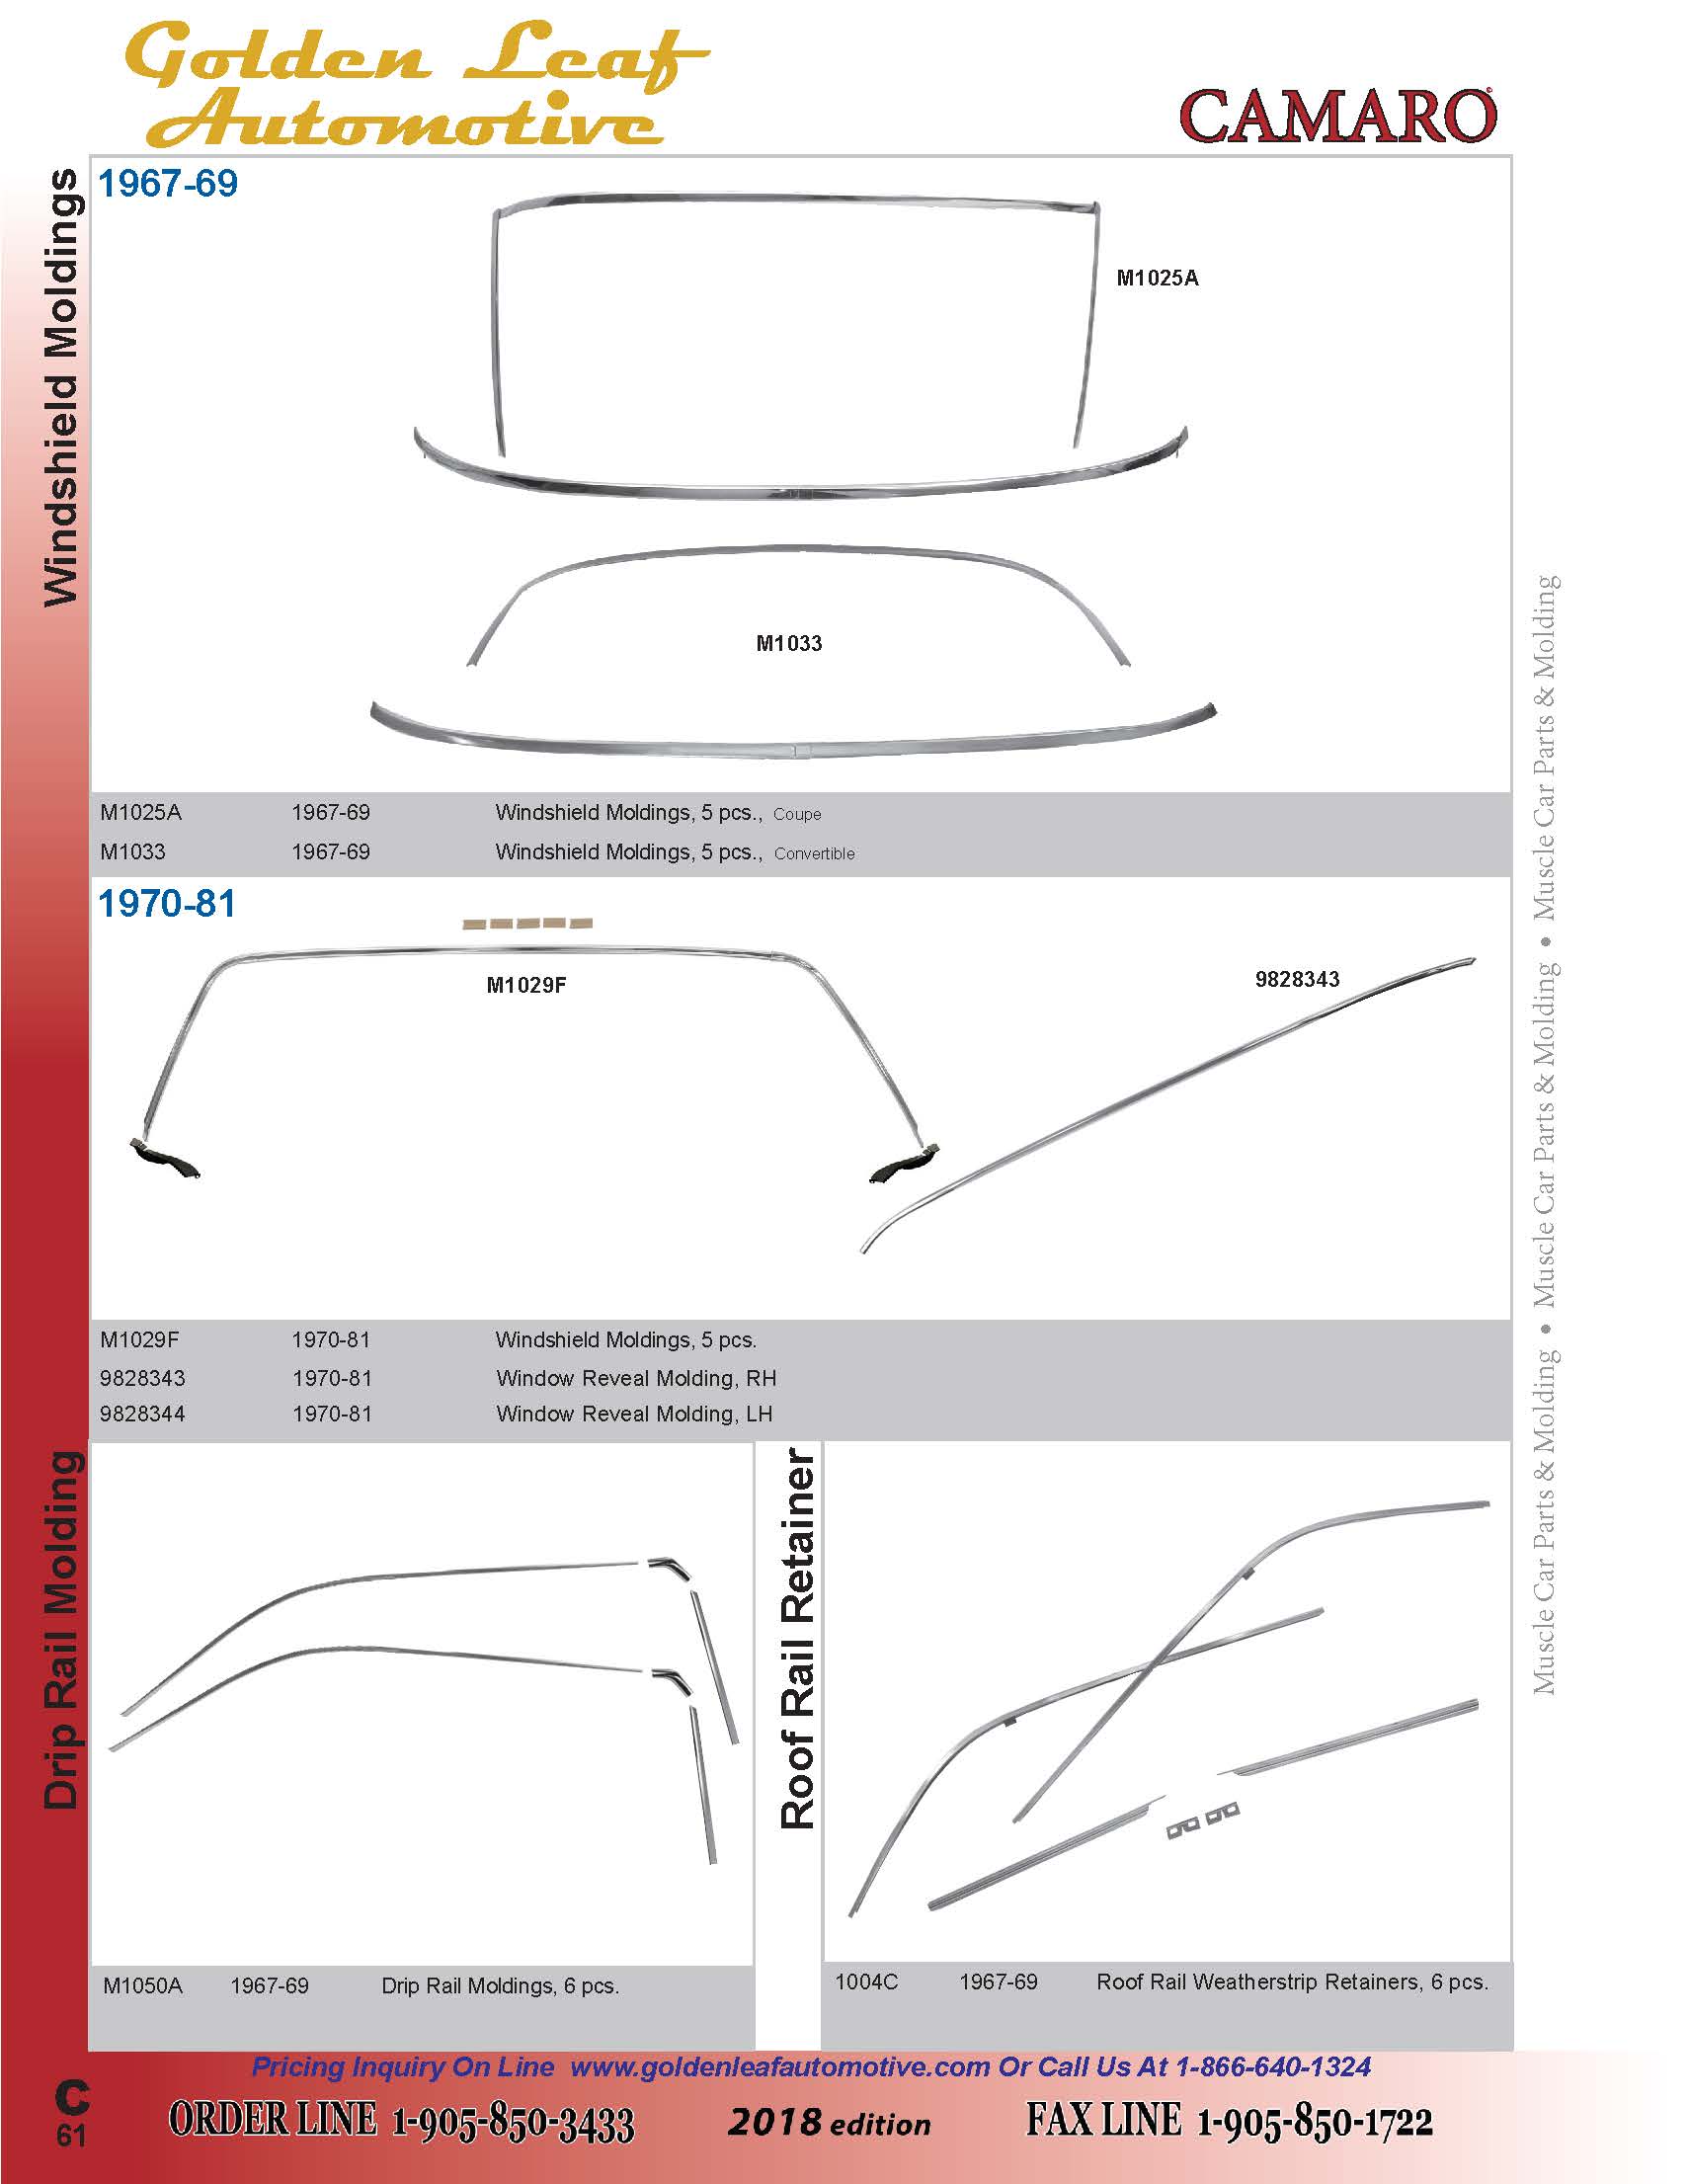 Golden Leaf
Automotive
CAMARO
Windshield Moldings
1967-69
M1025A
M1033
M1025A 1967-69 Windshield Moldings, 5 pcs., Coupe
M1033 1967-69 Windshield Moldings, 5 pcs., Convertible
1970-81
M1029F
9828343
M1029F 1970-81 Windshield Moldings, 5 pcs.
9828343 1970-81 Window Reveal Molding, RH
9828344 1970-81 Window Reveal Molding, LH
Drip Rail Molding
Roof Rail Retainer
M1050A 1967-69 Drip Rail Moldings, 6 pcs.
1004C 1967-69 Roof Rail Weatherstrip Retainers, 6 pcs.
Muscle Car Parts & Molding • Muscle Car Parts & Molding • Muscle Car Parts & Molding
Pricing Inquiry On Line www.goldenleafautomotive.com Or Call Us At 1-866-640-1324
C
61
ORDER LINE 1-905-850-3433 2018 edition FAX LINE 1-905-850-1722